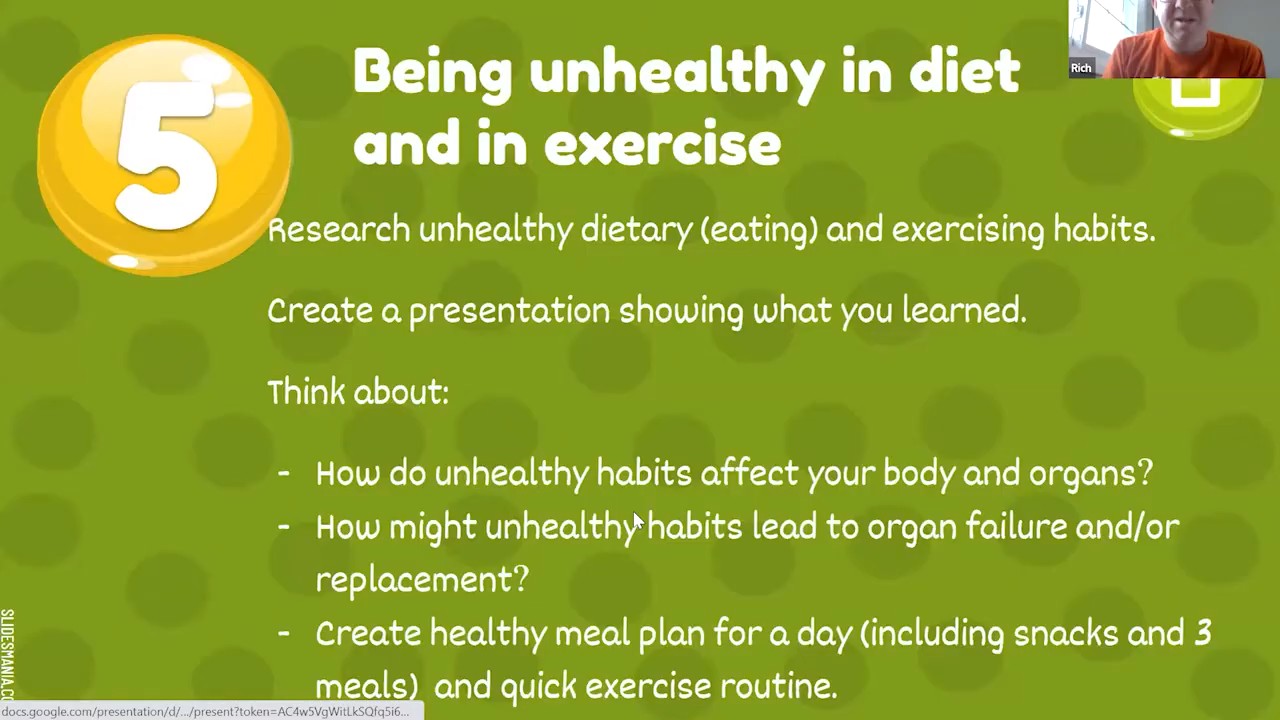 5
Being unhealthy in diet
and in exercise
Rich
Research unhealthy dietary (eating) and exercising habits.
Create a presentation showing what you learned.
Think about:
- How do unhealthy habits affect your body and organs?
- How might unhealthy habits lead to organ failure and/or
replacement?
- Create healthy meal plan for a day (including snacks and 3
meals) and quick exercise routine.
SLIDESMANIA.CO
docs.google.com/presentation/d/.../present?token=AC4w5VgWitLkSQfq5i6...